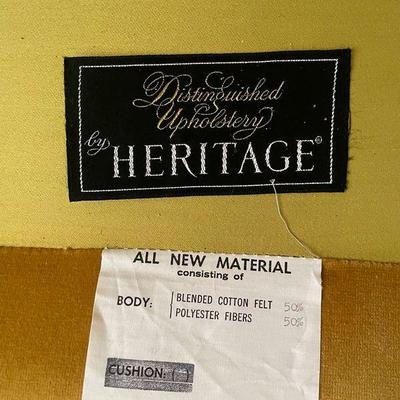 Distinguished
Upholstery
by HERITAGE®
ALL NEW MATERIAL
consisting of
BODY: { BLENDED COTTON FELT 50%
POLYESTER FIBERS 50%
CUSHION: ( )